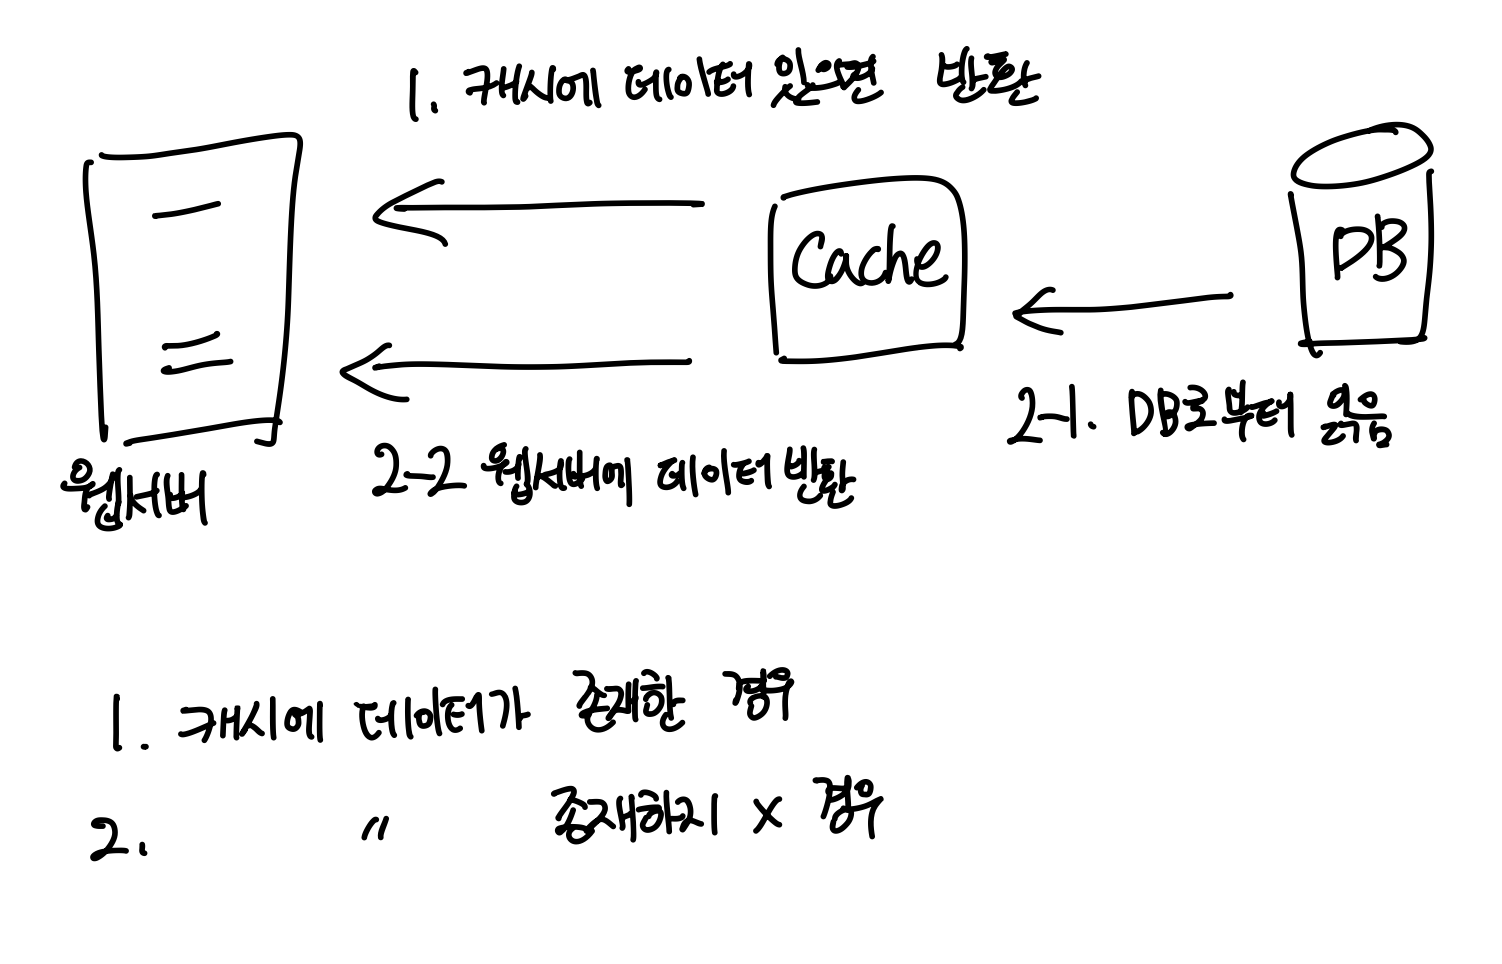 1. 캐시에 데이터 있으면 반환
Cache
DB
2-1. DB로부터 읽음
2-2 웹서버에 데이터 반환
웹서버
1. 캐시에 데이터가 존재한 경우
2. 〃 존재하지 x 경우